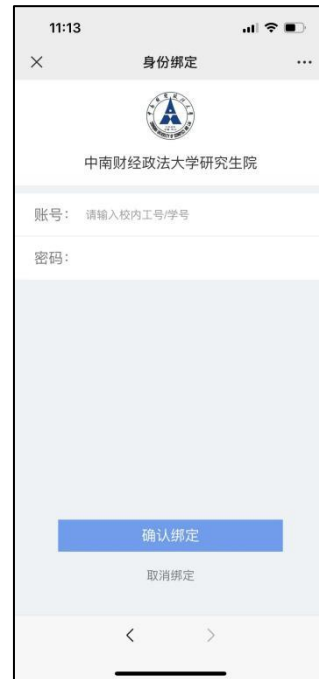 11:13
身份绑定
中南财经政法大学研究生院
账号： 请输入校内工号/学号
密码：
确认绑定
取消绑定